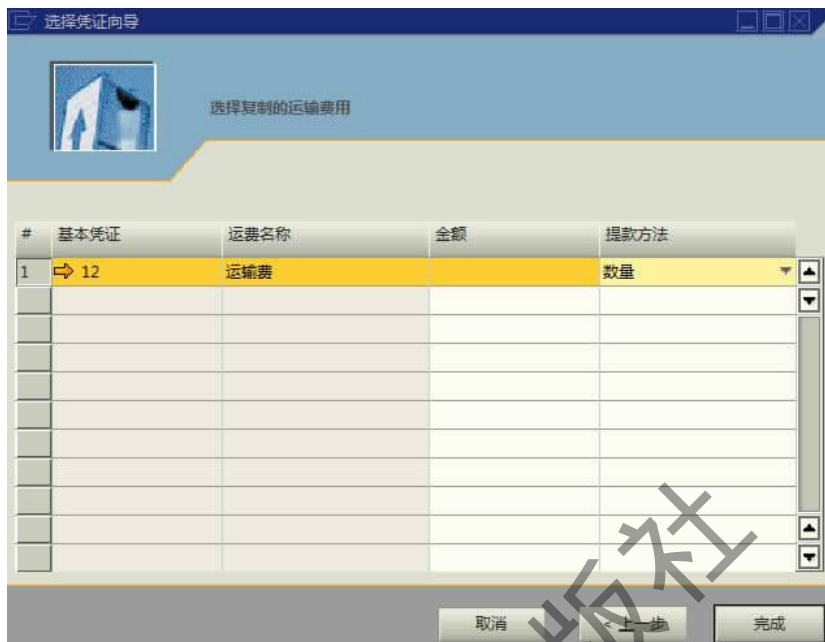 选择凭证向导
选择复制的运输费用
# 基本凭证 运费名称 金额 提款方法
1 12 运输费 数量
取消 < 上一步 完成
版社